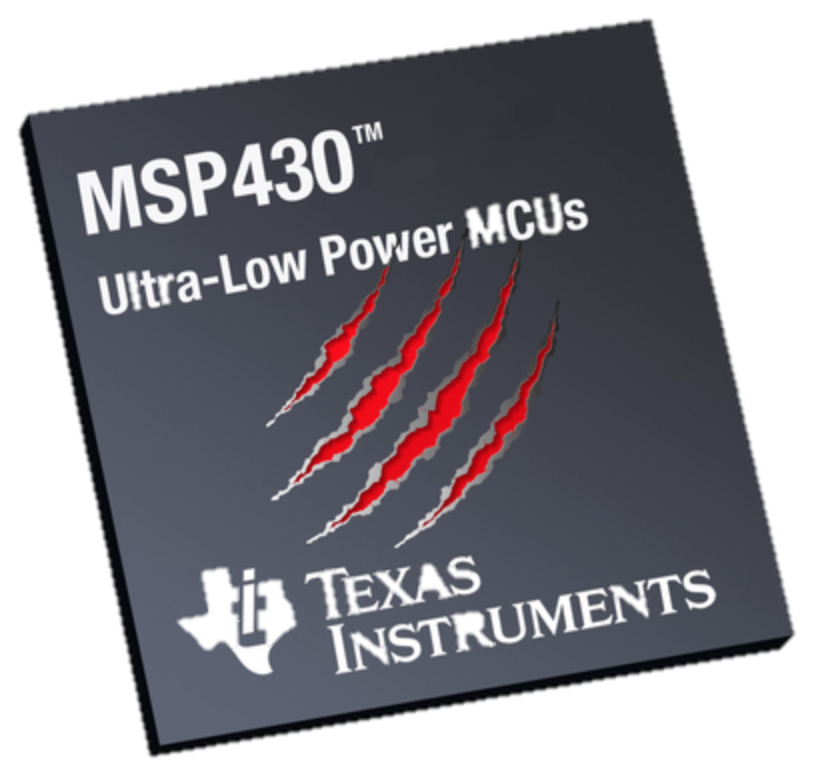 MSP430™
Ultra-Low Power MCUs
TEXAS
INSTRUMENTS